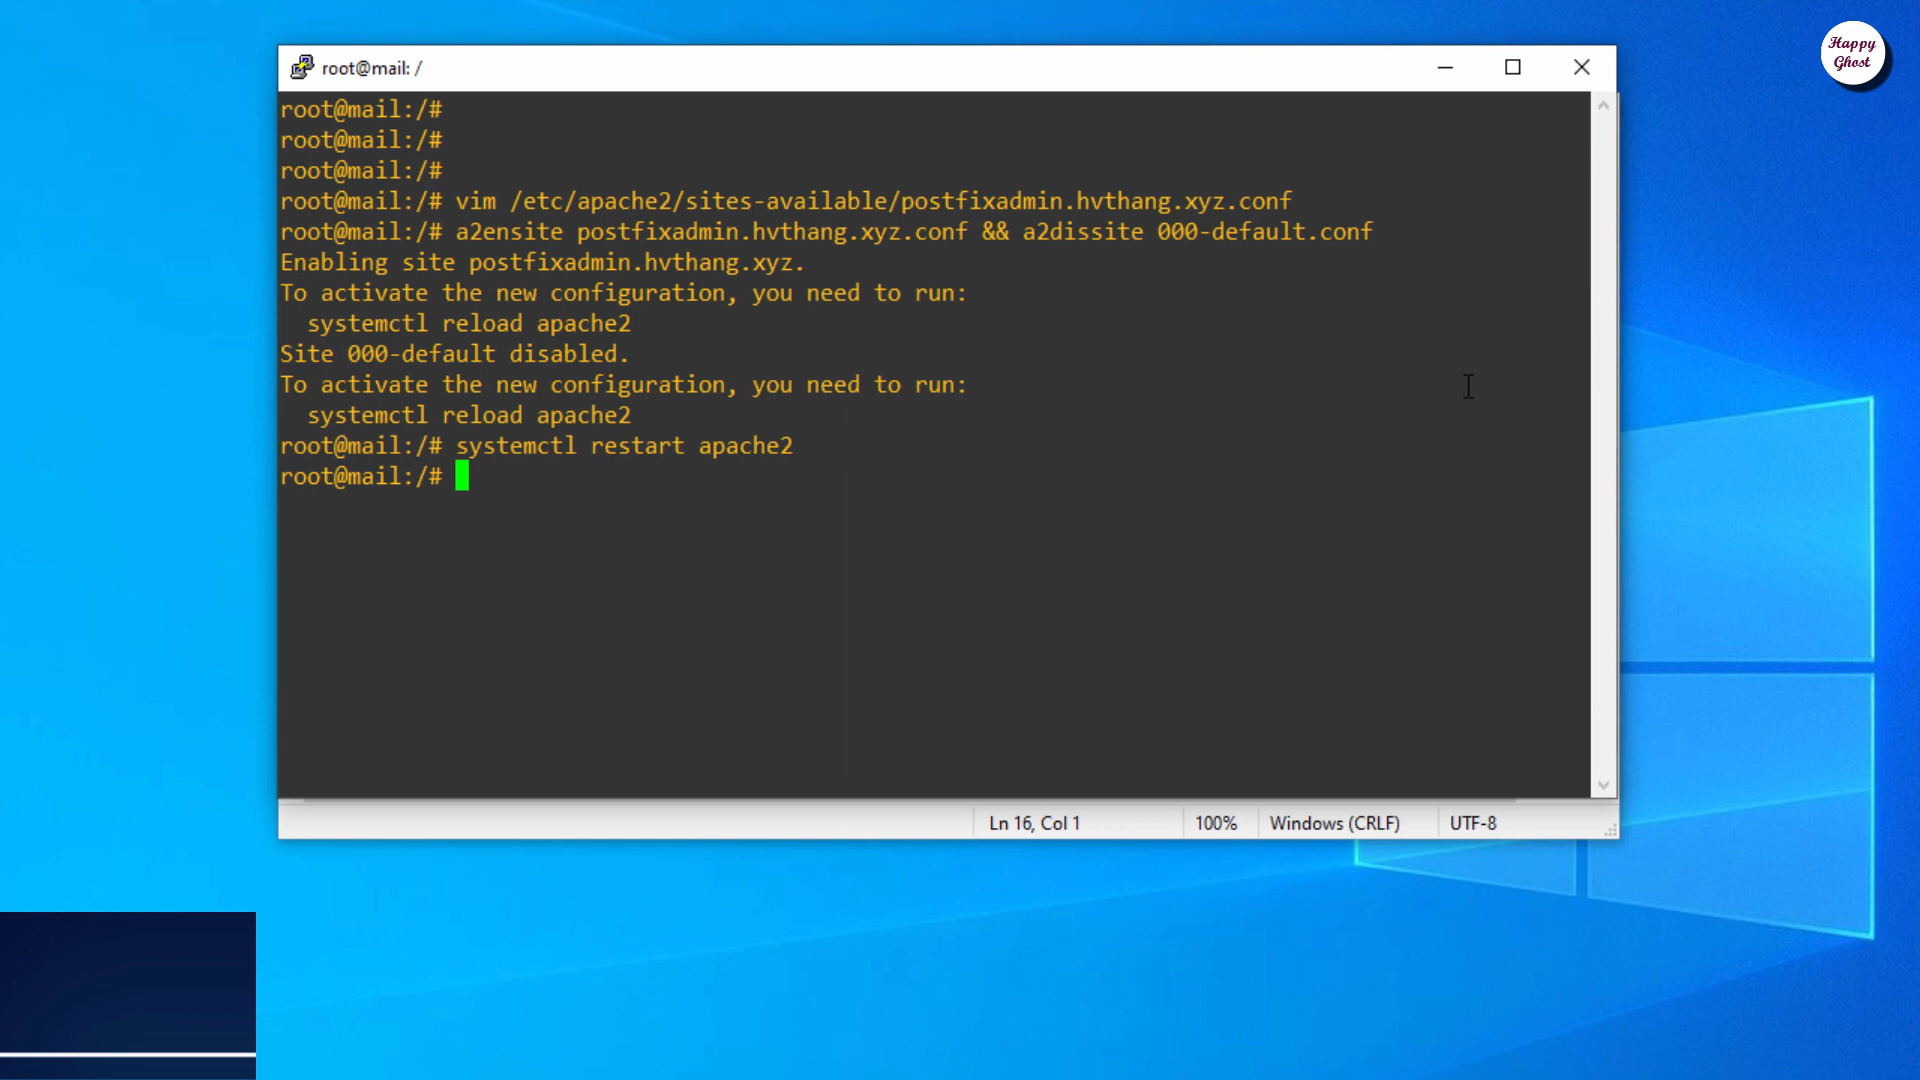 Happy
Ghost
root@mail: /
root@mail:/#
root@mail:/#
root@mail:/#
root@mail:/# vim /etc/apache2/sites-available/postfixadmin.hvthang.xyz.conf
root@mail:/# a2ensite postfixadmin.hvthang.xyz.conf && a2dissite 000-default.conf
Enabling site postfixadmin.hvthang.xyz.
To activate the new configuration, you need to run:
  systemctl reload apache2
Site 000-default disabled.
To activate the new configuration, you need to run:
  systemctl reload apache2
root@mail:/# systemctl restart apache2
root@mail:/#
Ln 16, Col 1 100% Windows (CRLF) UTF-8